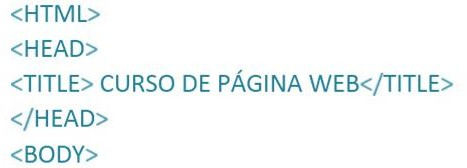 <HTML>
<HEAD>
<TITLE> CURSO DE PÁGINA WEB</TITLE>
</HEAD>
<BODY>